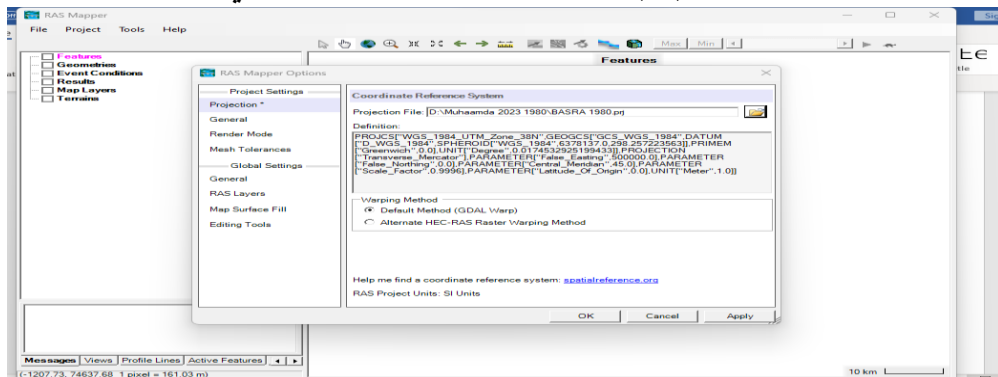 RAS Mapper
File Project Tools Help
Max Min
Features
Geometries
Event Conditions
Results
Map Layers
Terrains
Features
RAS Mapper Options
Project Settings
Projection *
General
Render Mode
Mesh Tolerances
Global Settings
General
RAS Layers
Map Surface Fill
Editing Tools
Coordinate Reference System
Projection File: D:\Muhaamda 2023 1980\BASRA 1980.prj
Definition:
PROJCS["WGS_1984_UTM_Zone_38N",GEOGCS["GCS_WGS_1984",DATUM
["D_WGS_1984",SPHEROID["WGS_1984",6378137.0,298.257223563]],PRIMEM
["Greenwich",0.0],UNIT["Degree",0.0174532925199433]],PROJECTION
["Transverse_Mercator"],PARAMETER["False_Easting",500000.0],PARAMETER
["False_Northing",0.0],PARAMETER["Central_Meridian",45.0],PARAMETER
["Scale_Factor",0.9996],PARAMETER["Latitude_Of_Origin",0.0],UNIT["Meter",1.0]]
Warping Method
Default Method (GDAL Warp)
Alternate HEC-RAS Raster Warping Method
Help me find a coordinate reference system: spatialreference.org
RAS Project Units: SI Units
OK Cancel Apply
Messages Views Profile Lines Active Features
(-1207.73, 74637.68 1 pixel = 161.03 m)
10 km